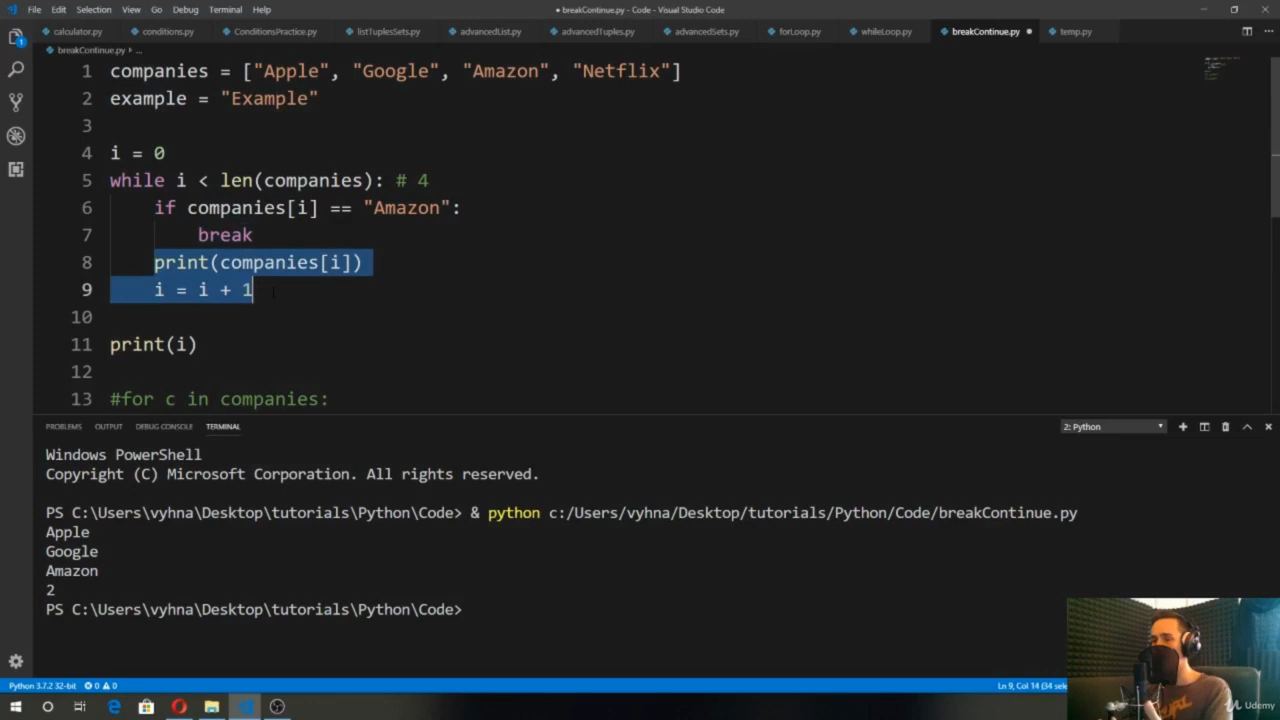 File Edit Selection View Go Debug Terminal Help
● breakContinue.py - Code - Visual Studio Code
calculator.py conditions.py ConditionsPractice.py listTuplesSets.py advancedList.py advancedTuples.py advancedSets.py forLoop.py whileLoop.py breakContinue.py ● temp.py
breakContinue.py > ...
1 companies = ["Apple", "Google", "Amazon", "Netflix"]
2 example = "Example"
3
4 i = 0
5 while i < len(companies): # 4
6 if companies[i] == "Amazon":
7 break
8 print(companies[i])
9 i = i + 1
10
11 print(i)
12
13 #for c in companies:
PROBLEMS OUTPUT DEBUG CONSOLE TERMINAL
2: Python
Windows PowerShell
Copyright (C) Microsoft Corporation. All rights reserved.
PS C:\Users\vyhna\Desktop\tutorials\Python\Code> & python c:/Users/vyhna/Desktop/tutorials/Python/Code/breakContinue.py
Apple
Google
Amazon
2
PS C:\Users\vyhna\Desktop\tutorials\Python\Code>
Python 3.7.2 32-bit 0 0
Ln 9, Col 14 (34 sele
Udemy